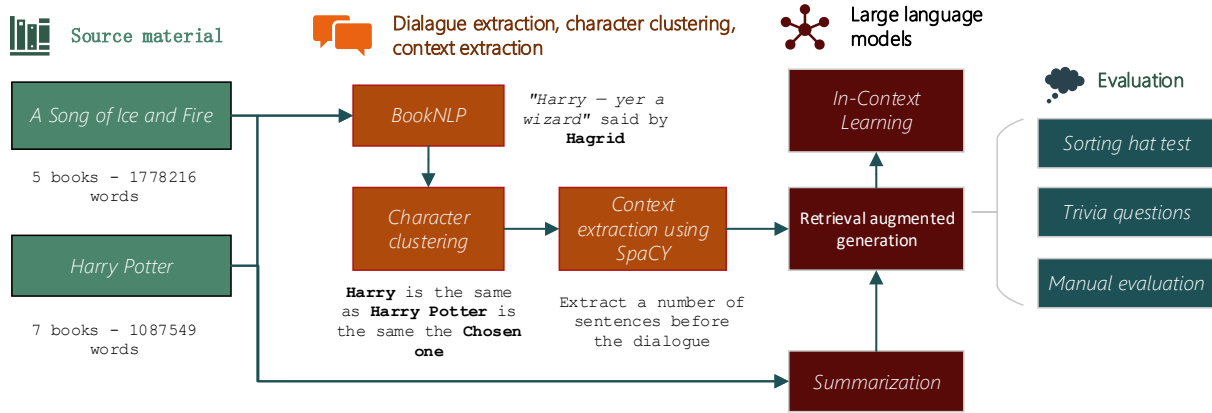 Source material
A Song of Ice and Fire
5 books - 1778216
words
Harry Potter
7 books - 1087549
words
Dialague extraction, character clustering,
context extraction
BookNLP
"Harry – yer a
wizard" said by
Hagrid
Character
clustering
Harry is the same
as Harry Potter is
the same the Chosen
one
Context
extraction using
SpaCY
Extract a number of
sentences before
the dialogue
Large language
models
In-Context
Learning
Retrieval augmented
generation
Summarization
Evaluation
Sorting hat test
Trivia questions
Manual evaluation